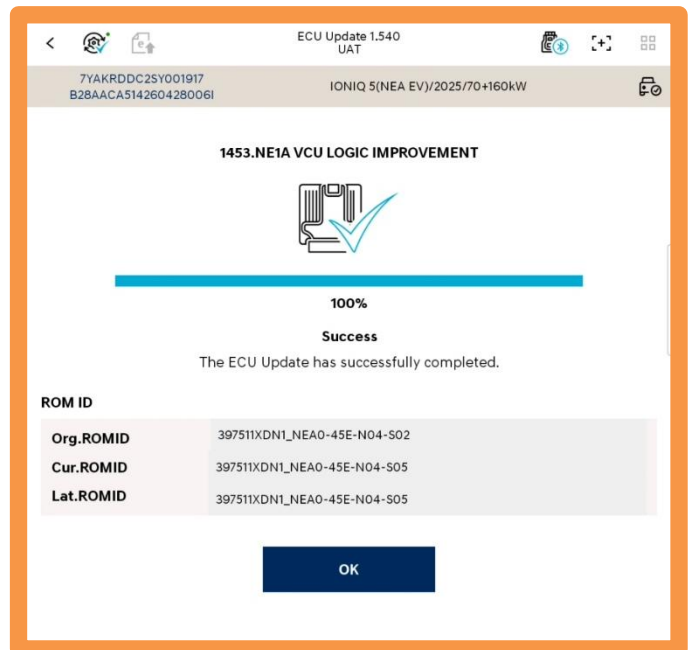 ECU Update 1.540
UAT
7YAKRDDC2SY001917
B28AACA514260428006I
IONIQ 5(NEA EV)/2025/70+160kW
1453.NE1A VCU LOGIC IMPROVEMENT
100%
Success
The ECU Update has successfully completed.
ROM ID
Org.ROMID 397511XDN1_NEA0-45E-N04-S02
Cur.ROMID 397511XDN1_NEA0-45E-N04-S05
Lat.ROMID 397511XDN1_NEA0-45E-N04-S05
OK